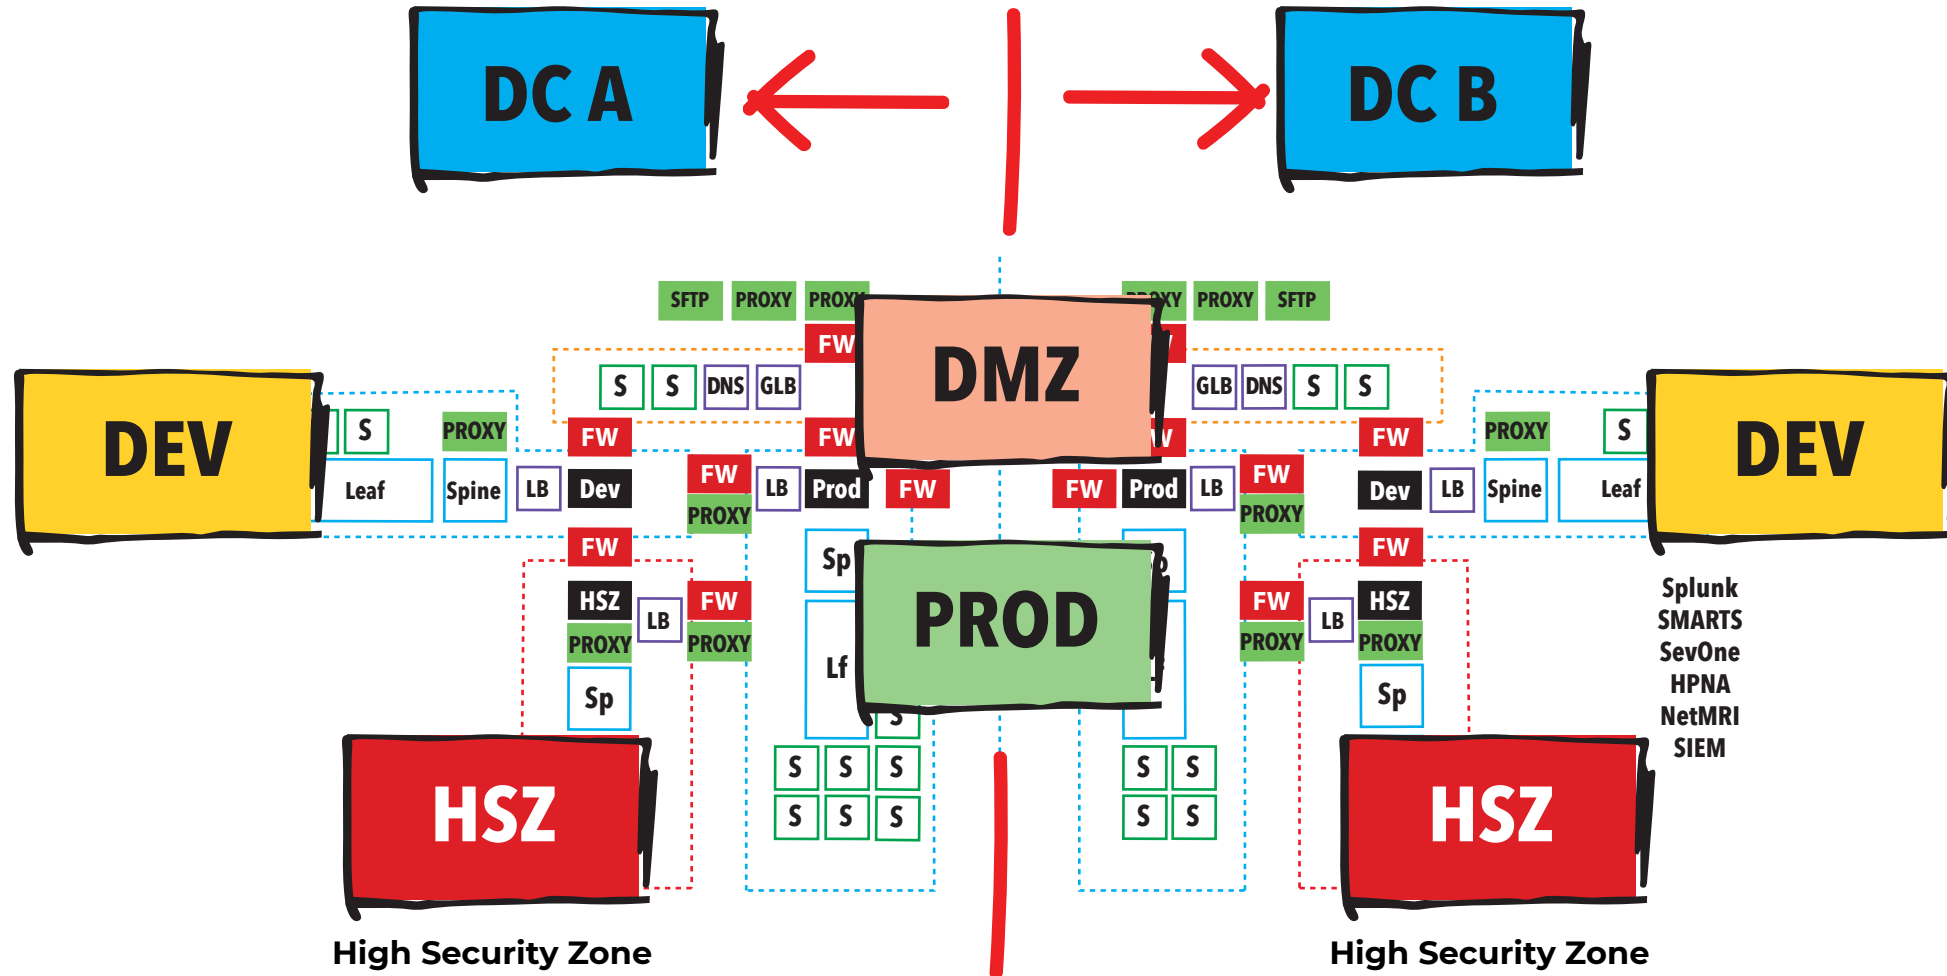 DC A
DC B
SFTP PROXY PROXY
PROXY PROXY SFTP
FW
DMZ
S S DNS GLB
GLB DNS S S
DEV
S
PROXY
FW
FW
FW
PROXY
S
DEV
Leaf
Spine
LB
Dev
FW
PROXY
LB
Prod
FW
FW
Prod
LB
FW
PROXY
Dev
LB
Spine
Leaf
FW
FW
Sp
PROD
HSZ
PROXY
LB
FW
PROXY
FW
PROXY
LB
HSZ
PROXY
Lf
Sp
Sp
S
Splunk
SMARTS
SevOne
HPNA
NetMRI
SIEM
S S S
S S
S S S
S S
HSZ
HSZ
High Security Zone
High Security Zone